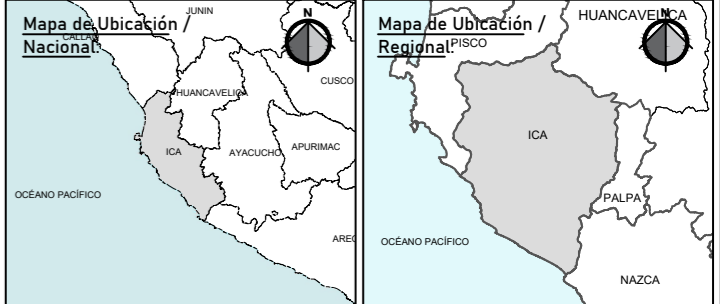 Mapa de Ubicación /
Nacional:
N
JUNIN
CALLAO
CUSCO
HUANCAVELICA
ICA
AYACUCHO
APURIMAC
OCÉANO PACÍFICO
AREQ
Mapa de Ubicación /
Regional:
N
HUANCAVELICA
PISCO
ICA
PALPA
OCÉANO PACÍFICO
NAZCA